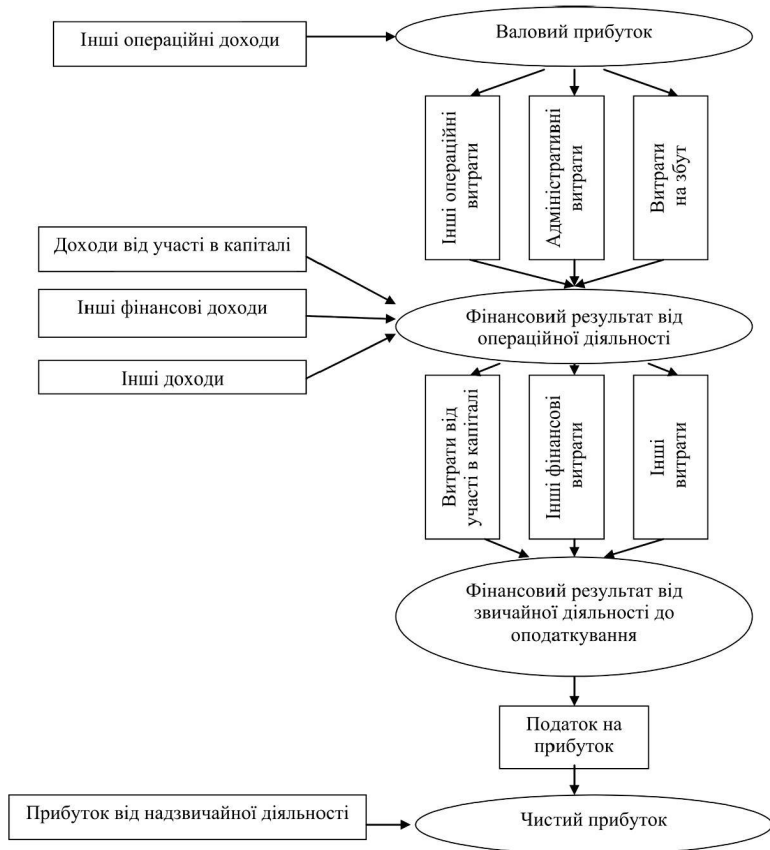 Інші операційні доходи
Валовий прибуток
Інші операційні
витрати
Адміністративні
витрати
Витрати
на збут
Доходи від участі в капіталі
Інші фінансові доходи
Інші доходи
Фінансовий результат від
операційної діяльності
Витрати від
участі в капіталі
Інші фінансові
витрати
Інші
витрати
Фінансовий результат від
звичайної діяльності до
оподаткування
Податок на
прибуток
Прибуток від надзвичайної діяльності
Чистий прибуток